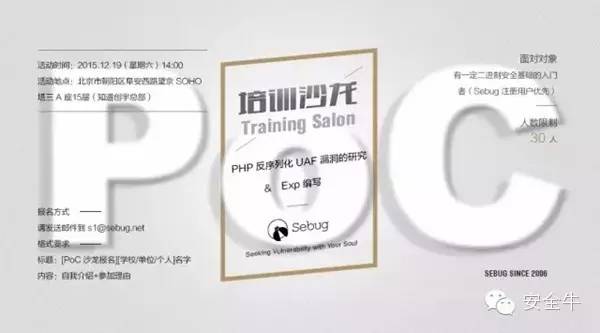 活动时间：2015.12.19（星期六）14:00
活动地点：北京市朝阳区阜安西路望京 SOHO
塔三 A 座15层（知道创宇总部）
PoC
培训沙龙
Training Salon
PHP 反序列化 UAF 漏洞的研究
& Exp 编写
Sebug
Seeking Vulnerability with Your Soul
面对对象
有一定二进制安全基础的入门
者（Sebug 注册用户优先）
人数限制
30 人
报名方式
请发送邮件到 s1@sebug.net
格式要求
标题：[PoC 沙龙报名][学校/单位/个人]名字
内容：自我介绍+参加理由
SEBUG SINCE 2006
安全牛